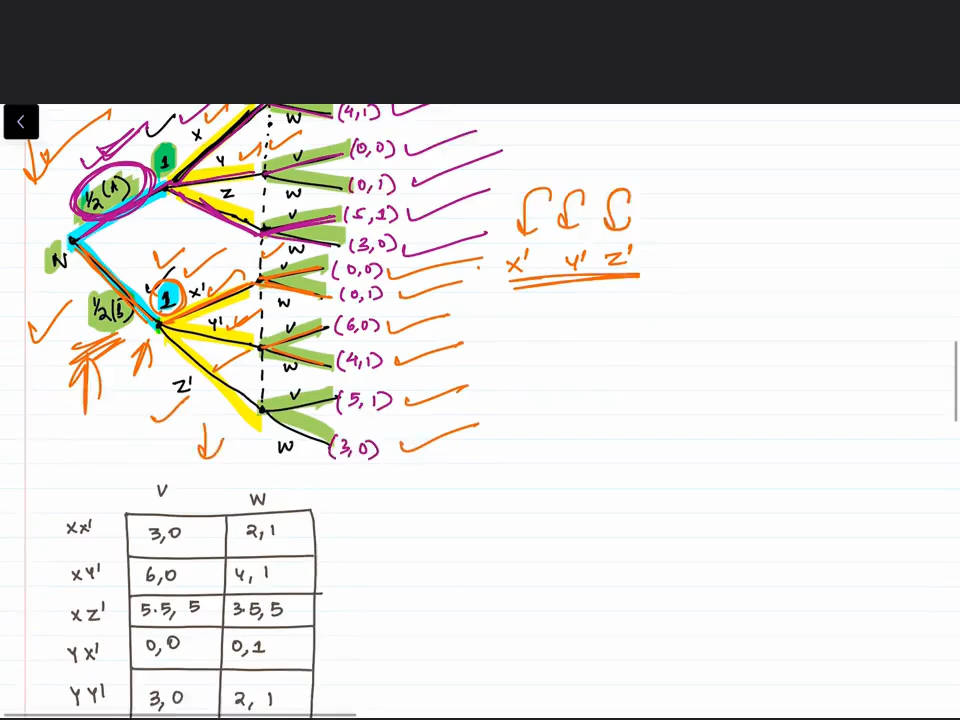 W (4,1)
X
1
Y V (0,0)
1/2 (A) Z W (0,1)
V (5,1)
W (3,0)
N
V (0,0)
1/2 (B) 1 X' W (0,1)
Y' V (6,0)
W (4,1)
Z' V (5,1)
W (3,0)
X' Y' Z'
V W
XX' 3,0 2,1
XY' 6,0 4,1
XZ' 5.5, 5 3.5, 5
YX' 0,0 0,1
YY' 3,0 2,1